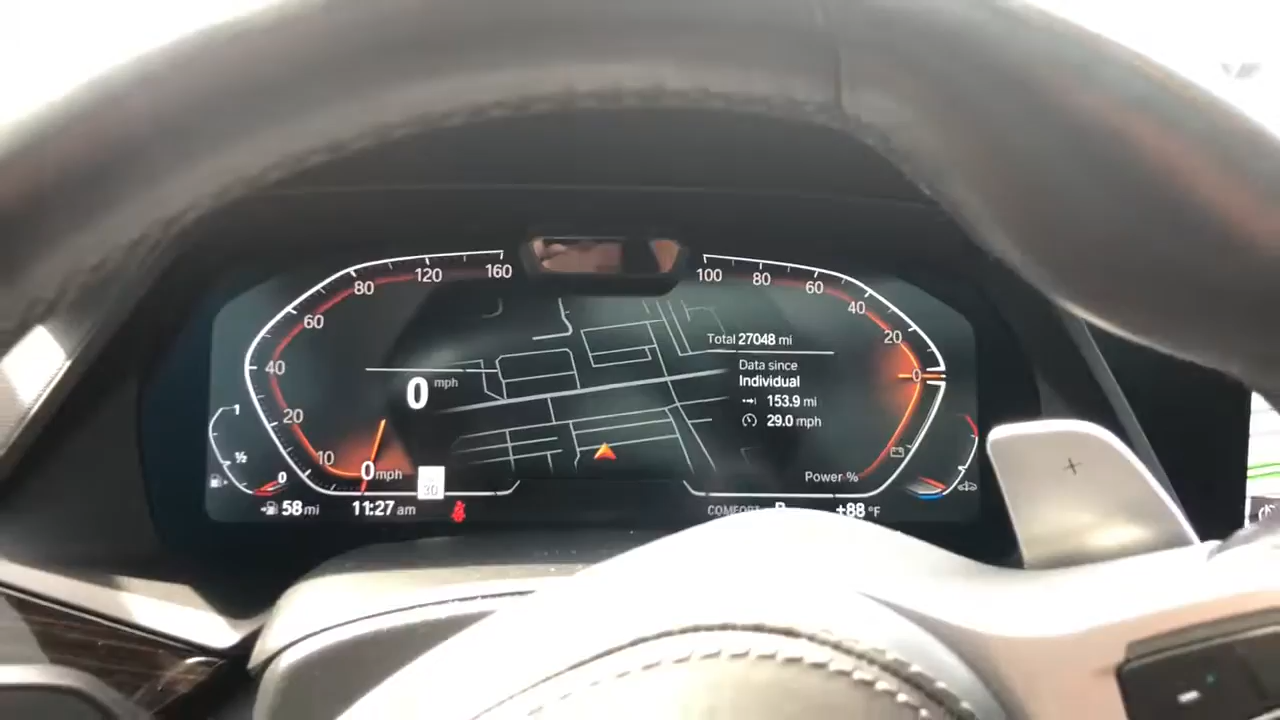 160
120
80
60
40
20
10
0 mph
0 mph
30
1
½
0
58 mi
11:27 am
100
80
60
40
20
0
Total 27048 mi
Data since
Individual
153.9 mi
29.0 mph
Power %
COMFORT
+88 °F
+